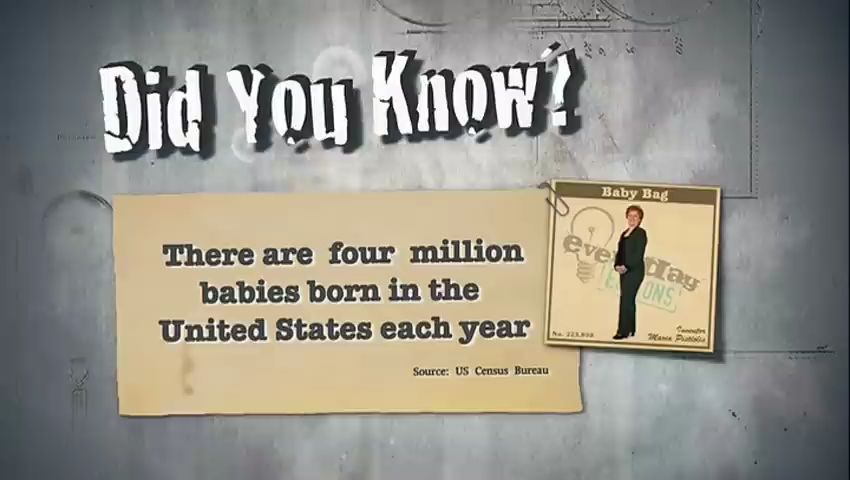 Did You Know?
There are four million
babies born in the
United States each year
Source: US Census Bureau
Baby Bag
everyday
Inventor